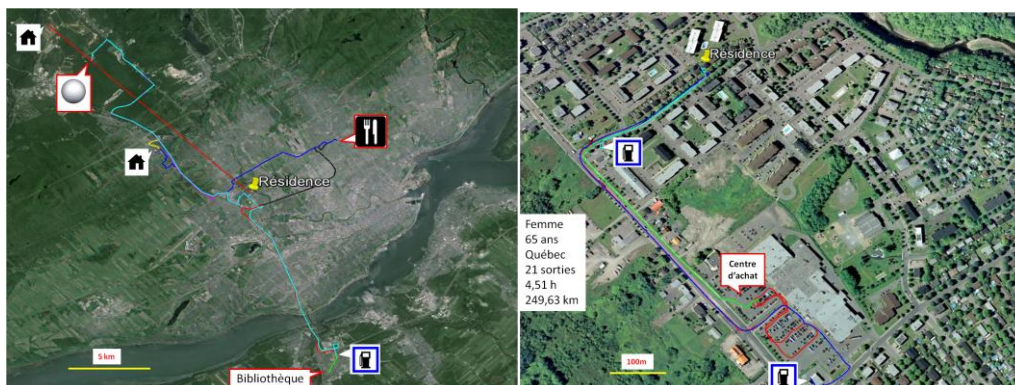 Résidence
5 km
Bibliothèque
Résidence
Femme
65 ans
Québec
21 sorties
4,51 h
249,63 km
Centre
d'achat
100m